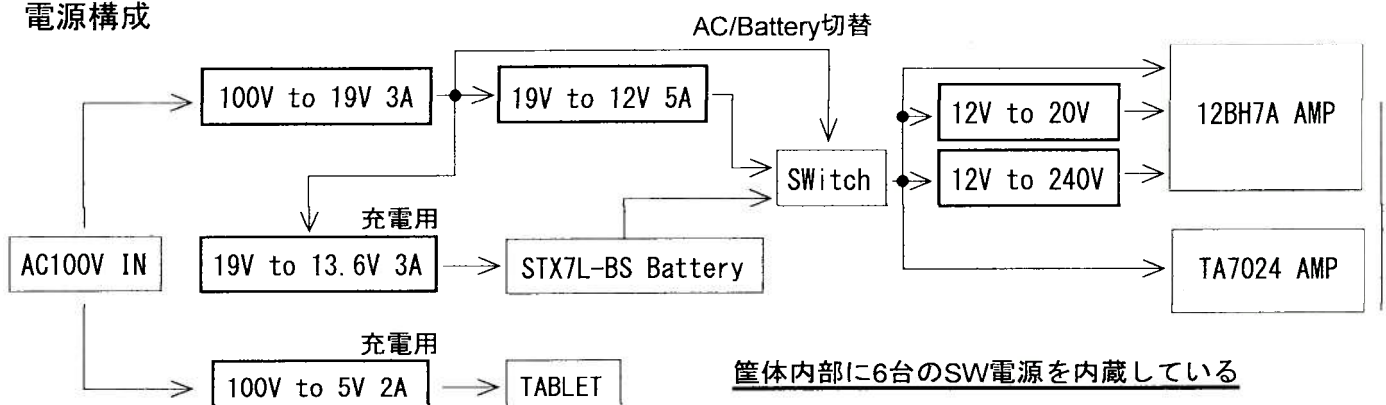 電源構成
AC/Battery切替
100V to 19V 3A
19V to 12V 5A
12V to 20V
12BH7A AMP
SWitch
12V to 240V
充電用
AC100V IN
19V to 13.6V 3A
STX7L-BS Battery
TA7024 AMP
充電用
100V to 5V 2A
TABLET
筐体内部に6台のSW電源を内蔵している